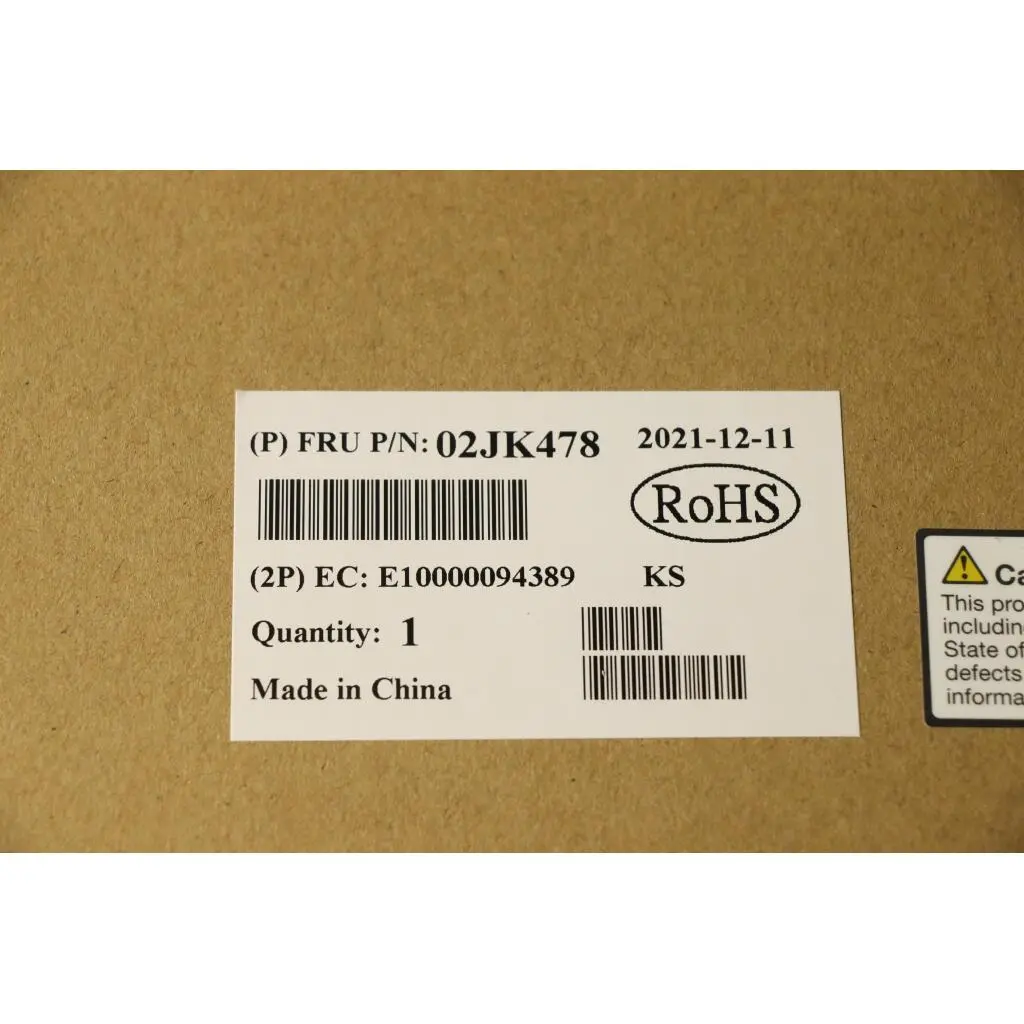 (P) FRU P/N: 02JK478 2021-12-11
RoHS
(2P) EC: E10000094389 KS
Quantity: 1
Made in China
This pro
includin
State of
defects
informa